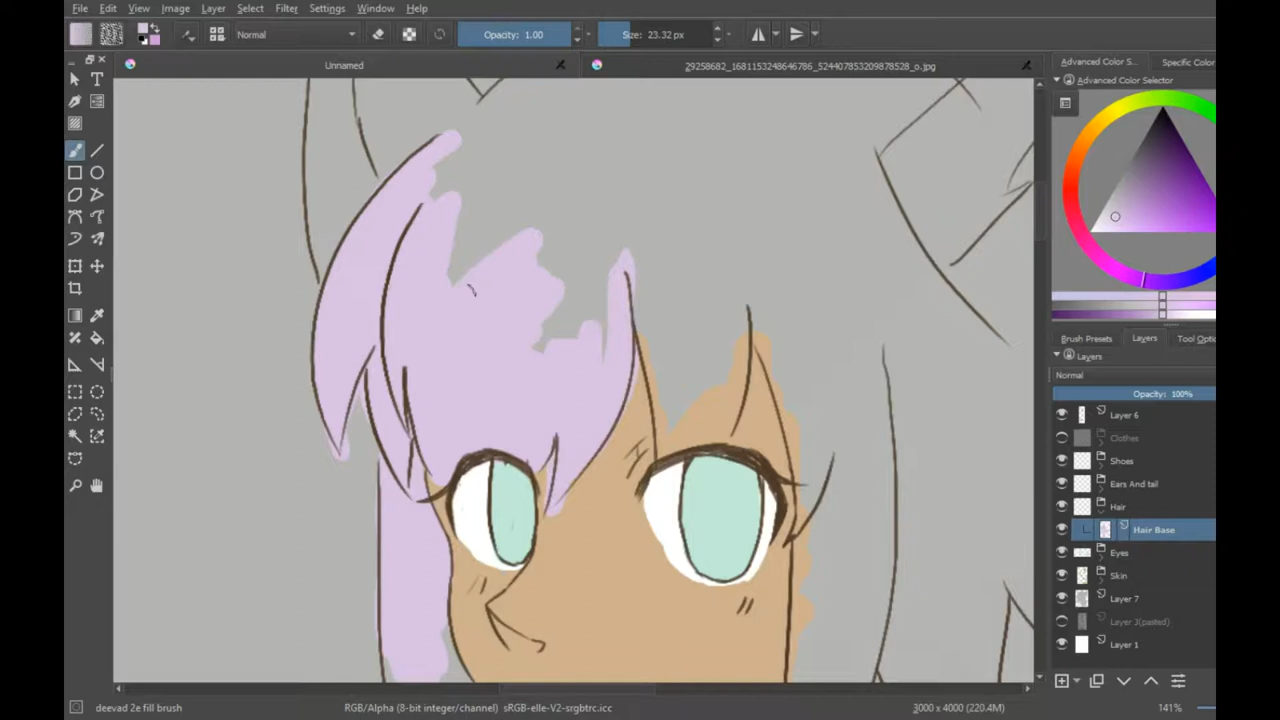 File Edit View Image Layer Select Filter Settings Window Help
Normal Opacity: 1.00 Size: 23.32 px
Unnamed 29258682_1681153248646786_524407853209878528_o.jpg
Advanced Color S... Specific Color
Advanced Color Selector
Brush Presets Layers Tool Opti
Layers
Normal
Opacity: 100%
Layer 6
Clothes
Shoes
Ears And tail
Hair
Hair Base
Eyes
Skin
Layer 7
Layer 3(pasted)
Layer 1
deevad 2e fill brush RGB/Alpha (8-bit integer/channel) sRGB-elle-V2-srgbtrc.icc 3000 x 4000 (220.4M) 141%